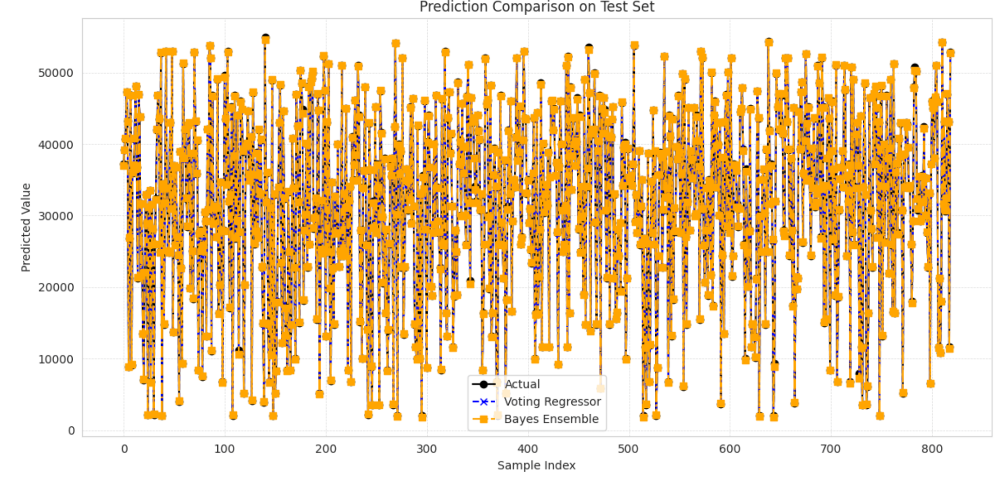 Prediction Comparison on Test Set
Predicted Value
50000
40000
30000
20000
10000
0
Actual
Voting Regressor
Bayes Ensemble
0 100 200 300 400 500 600 700 800
Sample Index